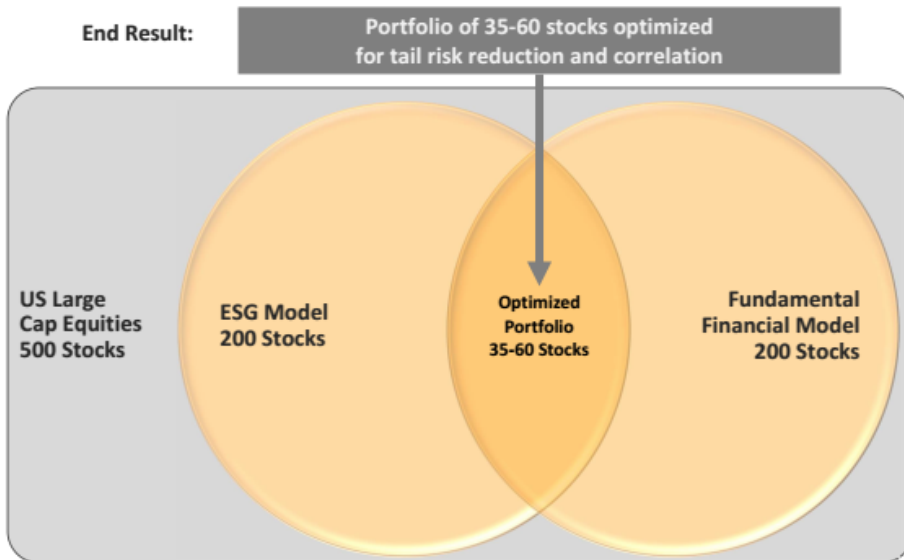 End Result:
Portfolio of 35-60 stocks optimized
for tail risk reduction and correlation
US Large
Cap Equities
500 Stocks
ESG Model
200 Stocks
Optimized
Portfolio
35-60 Stocks
Fundamental
Financial Model
200 Stocks